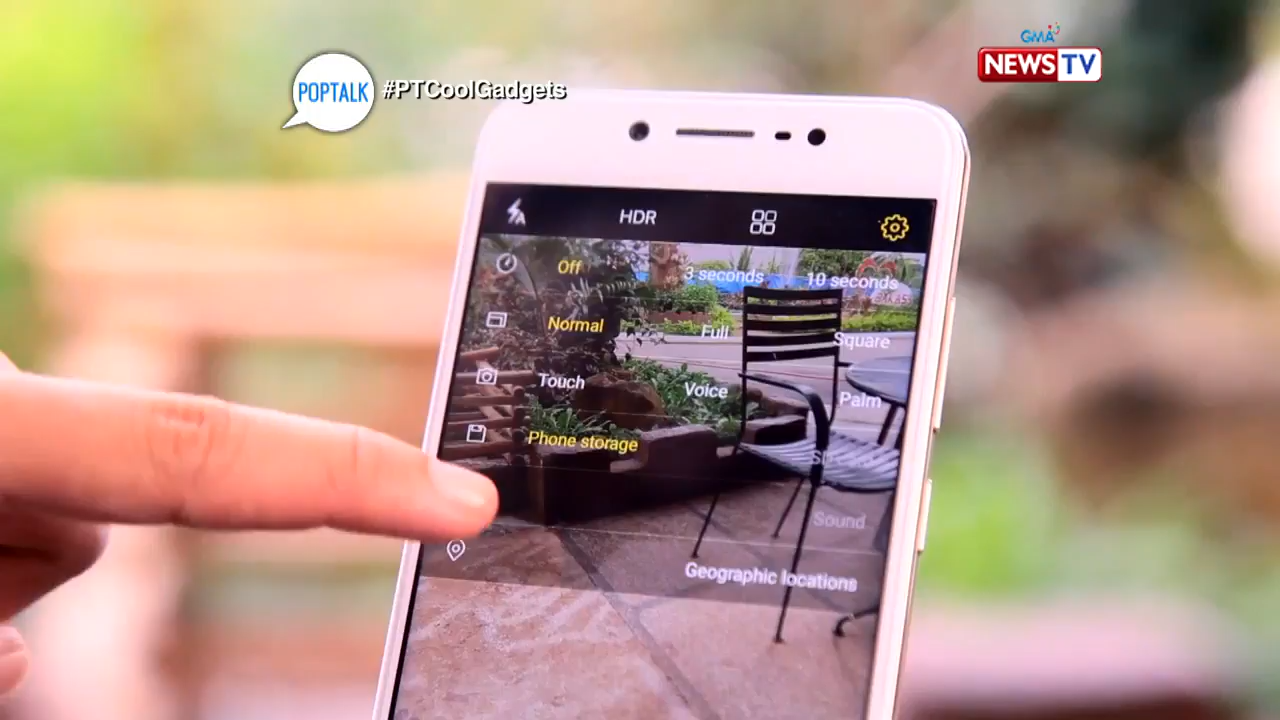 GMA
NEWS TV
POPTALK #PTCoolGadgets
HDR
Off 3 seconds 10 seconds
Normal Full Square
Touch Voice Palm
Phone storage
Sound
Geographic locations